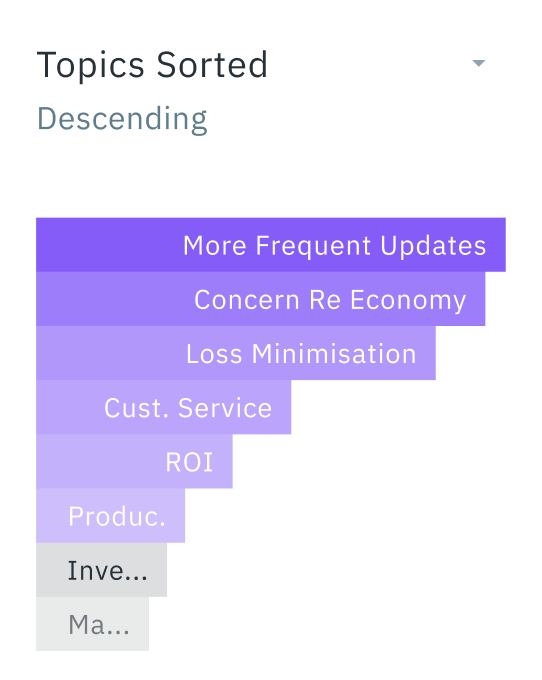 Topics Sorted
Descending
More Frequent Updates
Concern Re Economy
Loss Minimisation
Cust. Service
ROI
Produc.
Inve...
Ma...